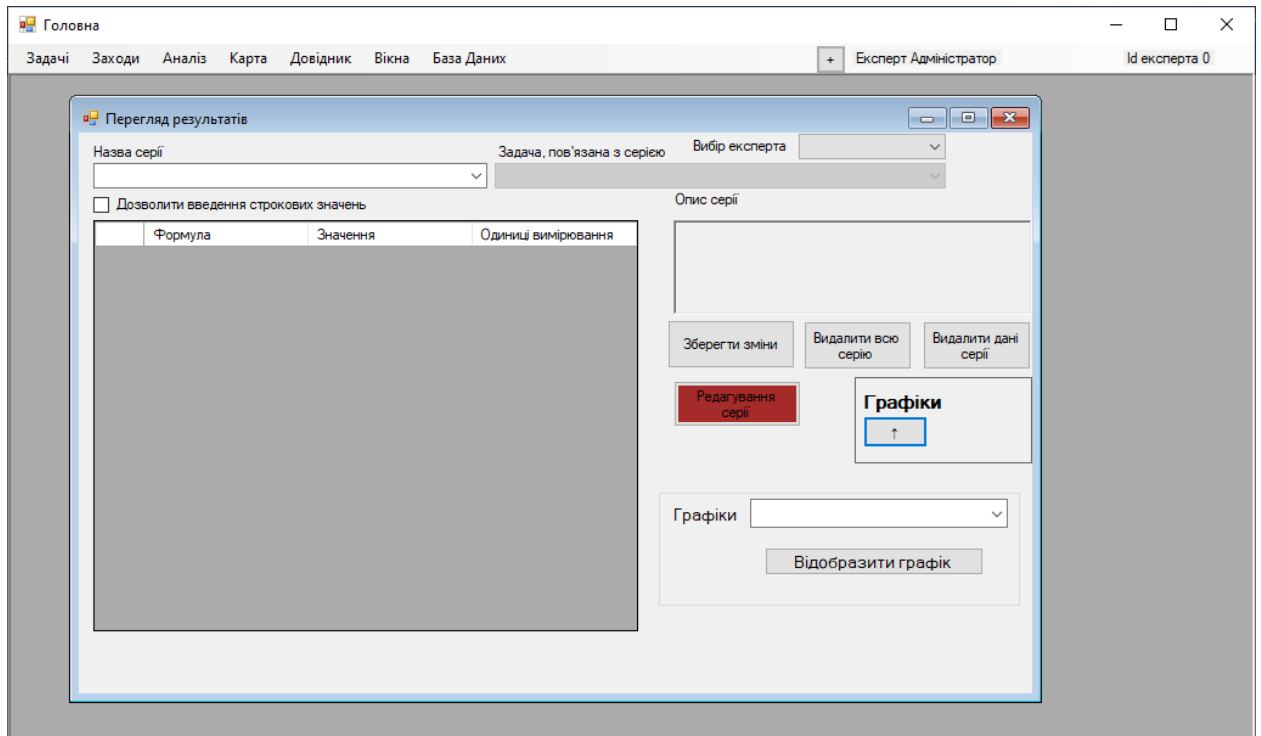 Головна
Задачі Заходи Аналіз Карта Довідник Вікна База Даних + Експерт Адміністратор Id експерта 0
Перегляд результатів
Назва серії Задача, пов'язана з серією Вибір експерта
Дозволити введення строкових значень Опис серії
Формула Значення Одиниці вимірювання
Зберегти зміни
Видалити всю
серію
Видалити дані
серії
Редагування
серії
Графіки
↑
Графіки
Відобразити графік